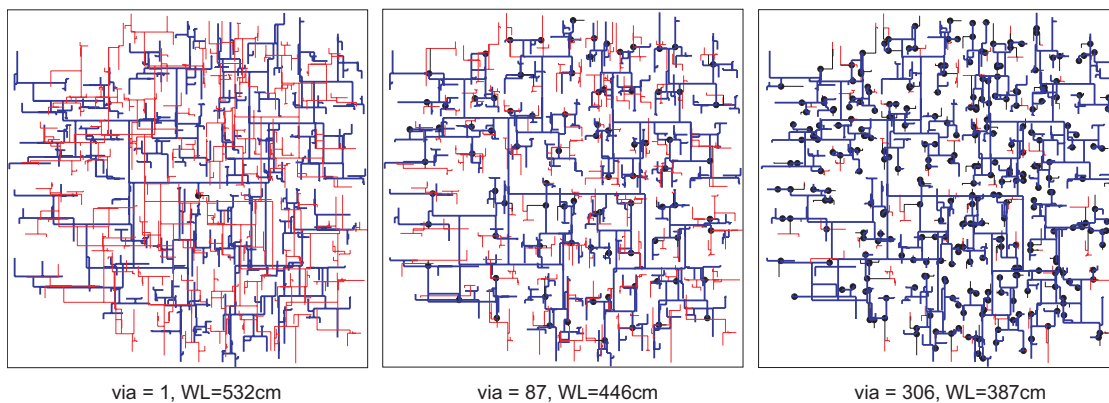 via = 1, WL=532cm
via = 87, WL=446cm
via = 306, WL=387cm